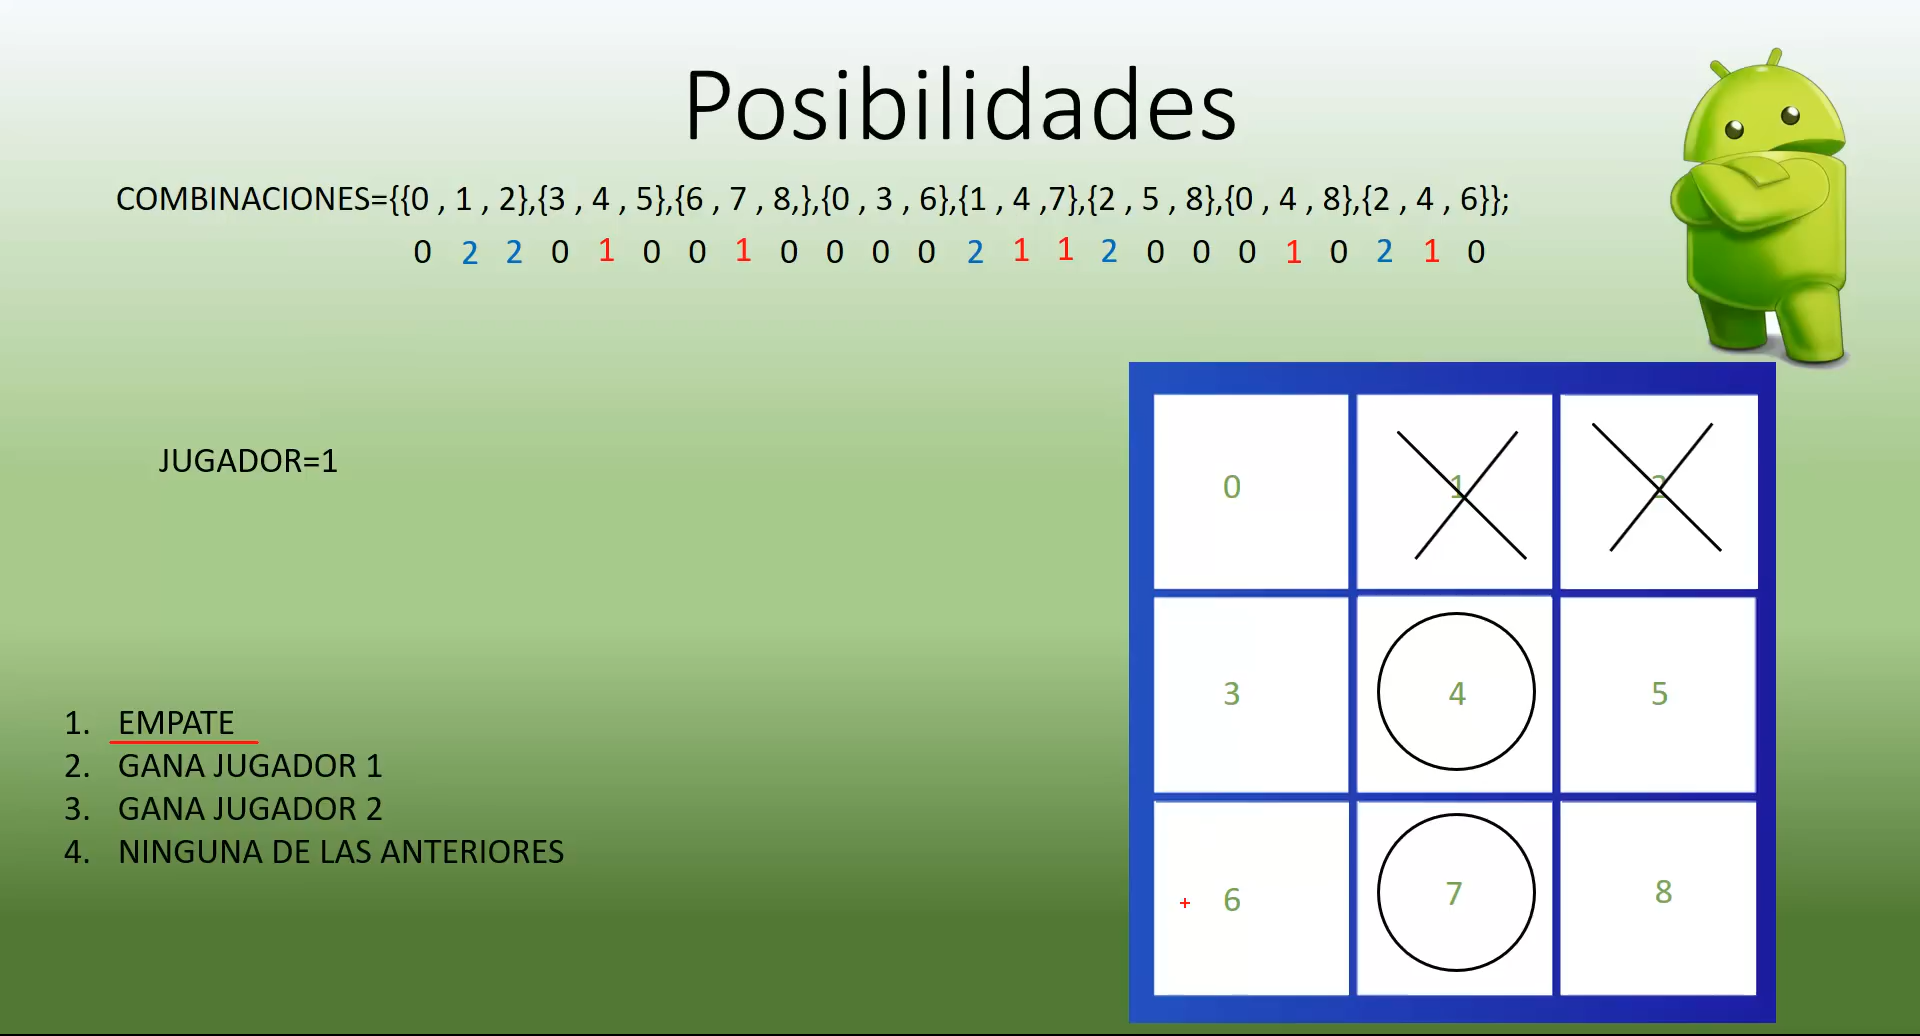 Posibilidades
COMBINACIONES={{0 , 1 , 2},{3 , 4 , 5},{6 , 7 , 8,},{0 , 3 , 6},{1 , 4 ,7},{2 , 5 , 8},{0 , 4 , 8},{2 , 4 , 6}};
0 2 2 0 1 0 0 1 0 0 0 0 2 1 1 2 0 0 0 1 0 2 1 0
JUGADOR=1
1. EMPATE
2. GANA JUGADOR 1
3. GANA JUGADOR 2
4. NINGUNA DE LAS ANTERIORES
0 1 2
3 4 5
6 7 8